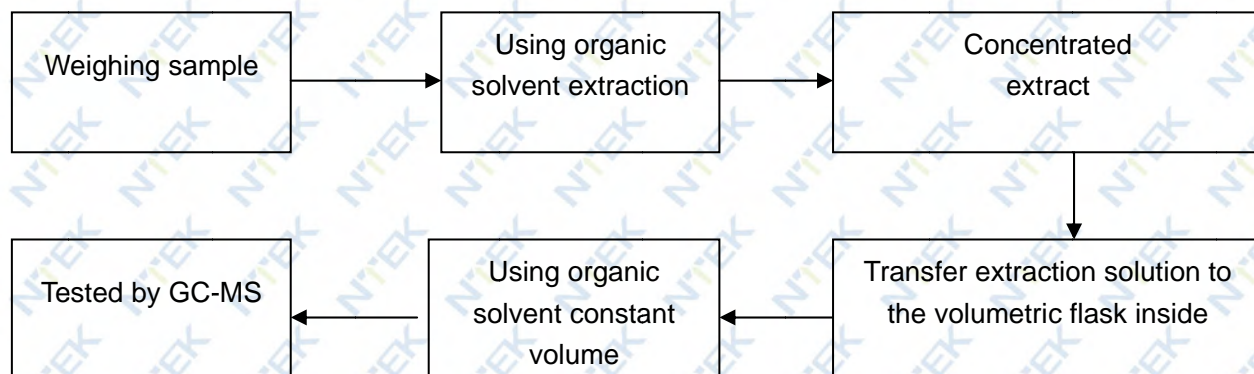 Weighing sample
Using organic
solvent extraction
Concentrated
extract
Transfer extraction solution to
the volumetric flask inside
Using organic
solvent constant
volume
Tested by GC-MS